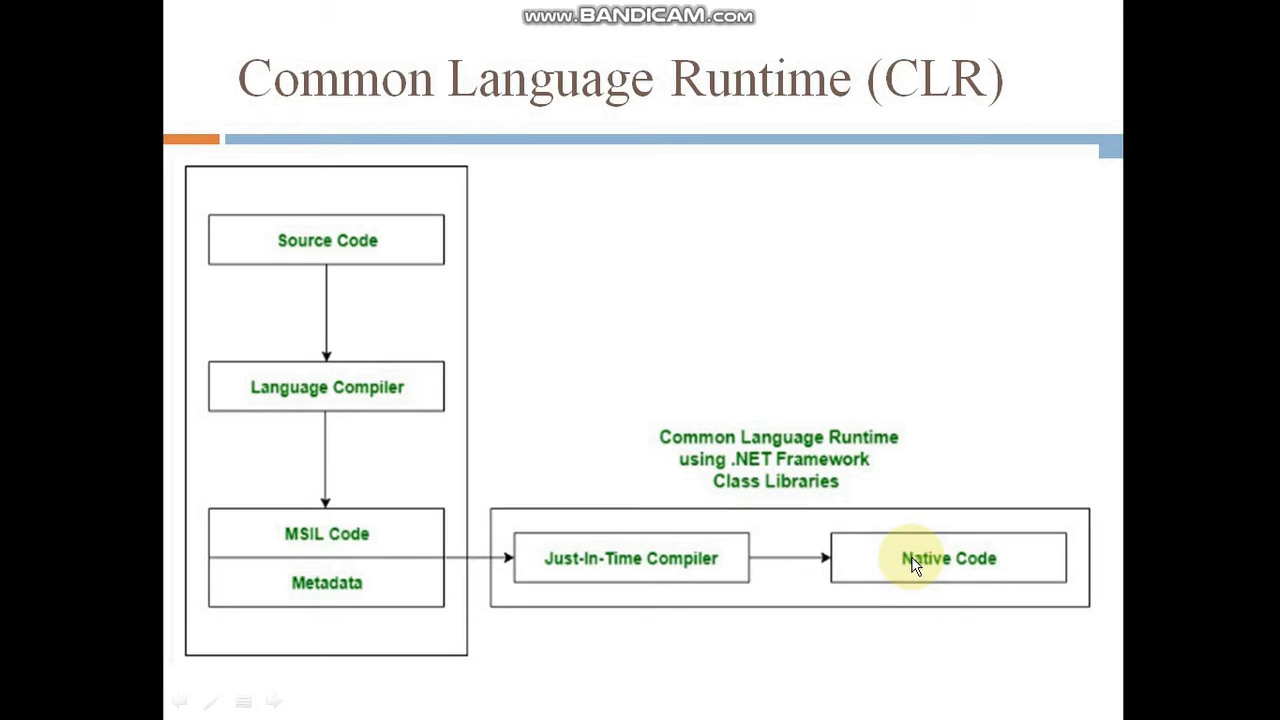 www.BANDICAM.com
Common Language Runtime (CLR)
Source Code
Language Compiler
MSIL Code
Metadata
Common Language Runtime
using .NET Framework
Class Libraries
Just-In-Time Compiler
Native Code